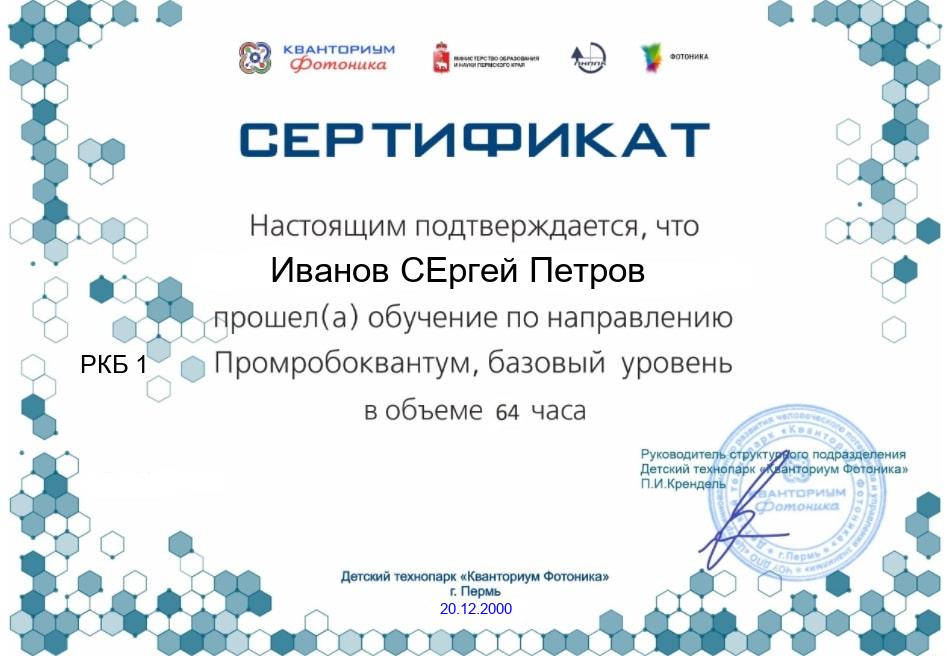 КВАНТОРИУМ
Фотоника
МИНИСТЕРСТВО ОБРАЗОВАНИЯ
И НАУКИ ПЕРМСКОГО КРАЯ
ПНППК
ФОТОНИКА
СЕРТИФИКАТ
Настоящим подтверждается, что
Иванов СЕргей Петров
прошел(а) обучение по направлению
РКБ 1
Промробоквантум, базовый уровень
в объеме 64 часа
Руководитель структурного подразделения
Детский технопарк «Кванториум Фотоника»
П.И.Крендель
КВАНТОРИУМ
Фотоника
г.Пермь
Детский технопарк «Кванториум Фотоника»
г. Пермь
20.12.2000